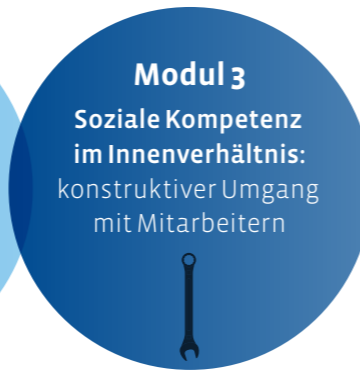 Modul 3
Soziale Kompetenz
im Innenverhältnis:
konstruktiver Umgang
mit Mitarbeitern